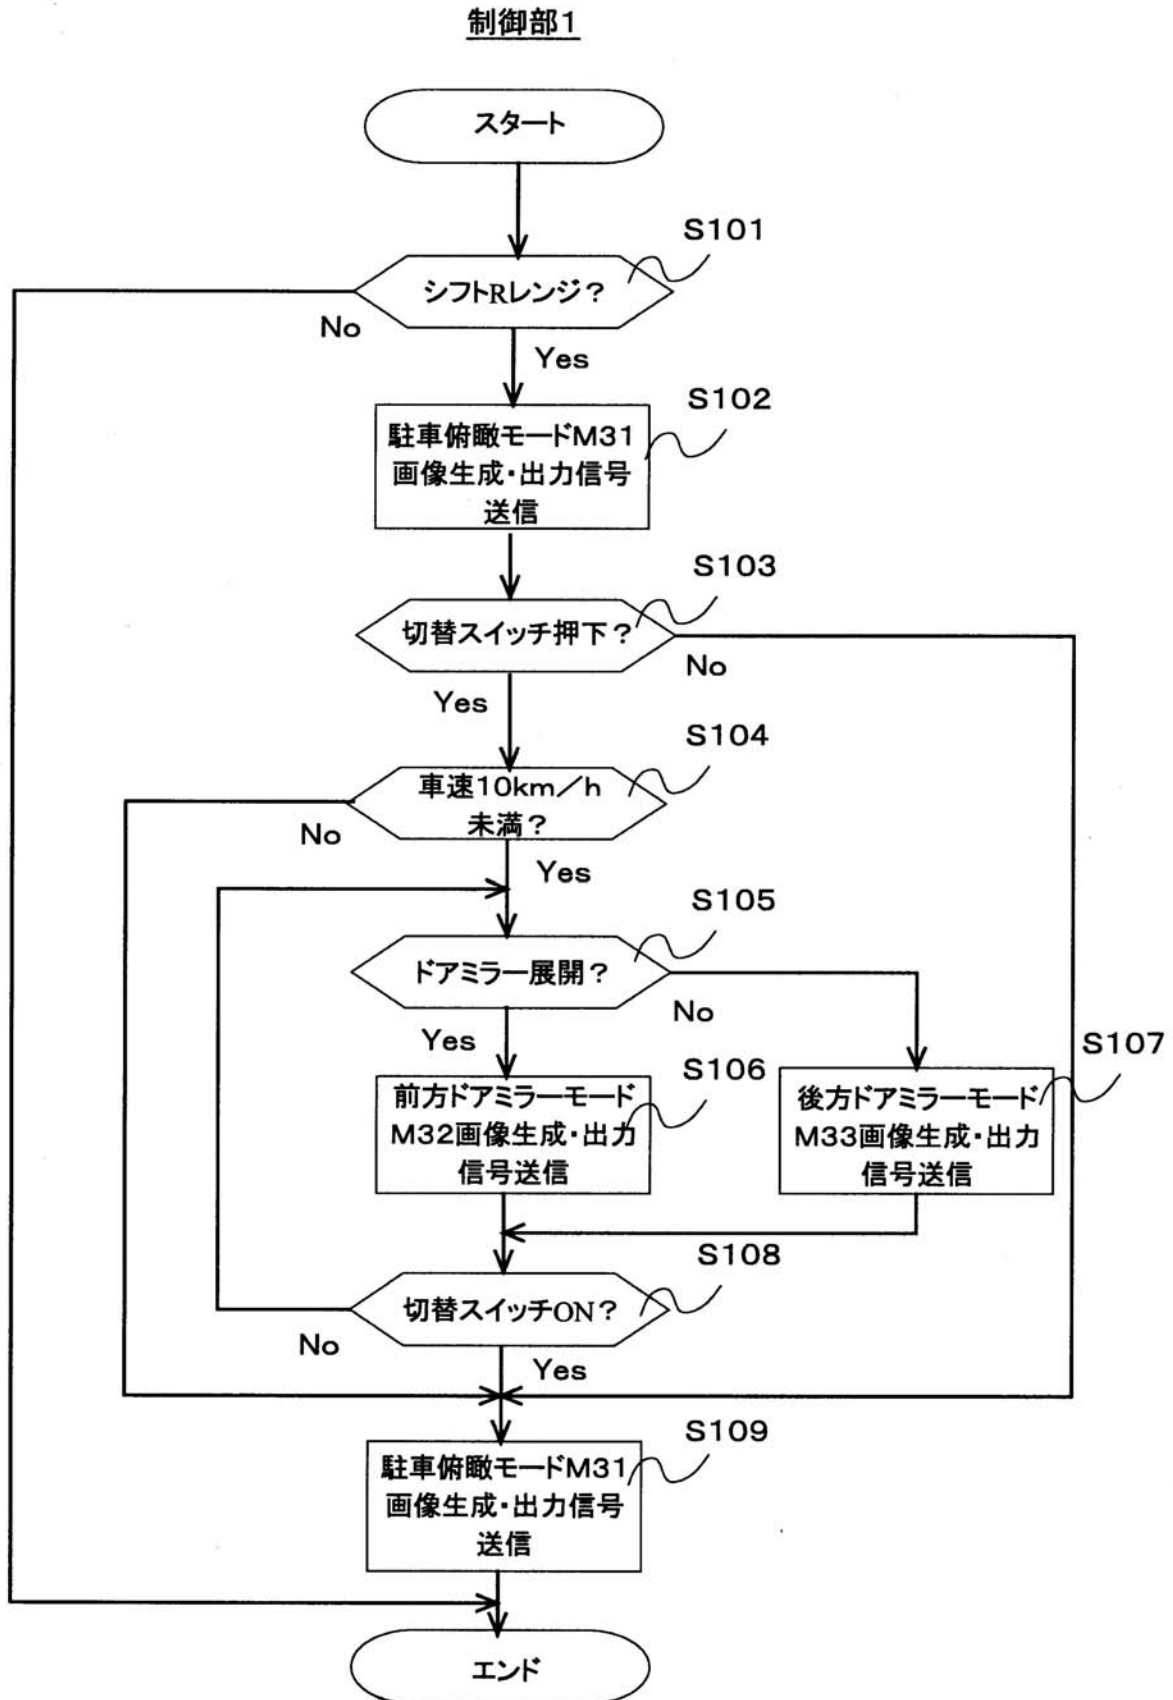 制御部1
スタート
S101
シフトRレンジ?
No
Yes
S102
駐車俯瞰モードM31
画像生成・出力信号
送信
S103
切替スイッチ押下?
No
Yes
S104
車速10km/h
未満?
No
Yes
S105
ドアミラー展開?
No
Yes
S106
前方ドアミラーモード
M32画像生成・出力
信号送信
S107
後方ドアミラーモード
M33画像生成・出力
信号送信
S108
切替スイッチON?
No
Yes
S109
駐車俯瞰モードM31
画像生成・出力信号
送信
エンド